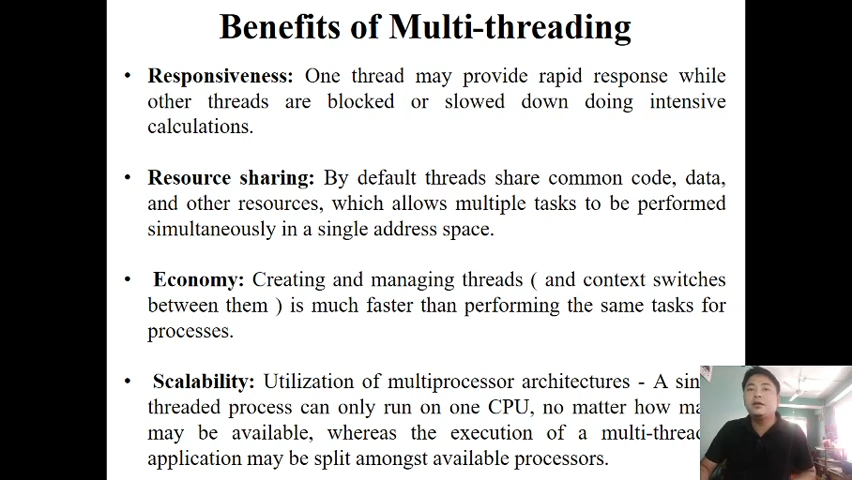 Benefits of Multi-threading
• Responsiveness: One thread may provide rapid response while
other threads are blocked or slowed down doing intensive
calculations.
• Resource sharing: By default threads share common code, data,
and other resources, which allows multiple tasks to be performed
simultaneously in a single address space.
• Economy: Creating and managing threads ( and context switches
between them ) is much faster than performing the same tasks for
processes.
• Scalability: Utilization of multiprocessor architectures - A
threaded process can only run on one CPU, no matter how
may be available, whereas the execution of a
application may be split amongst available processors.